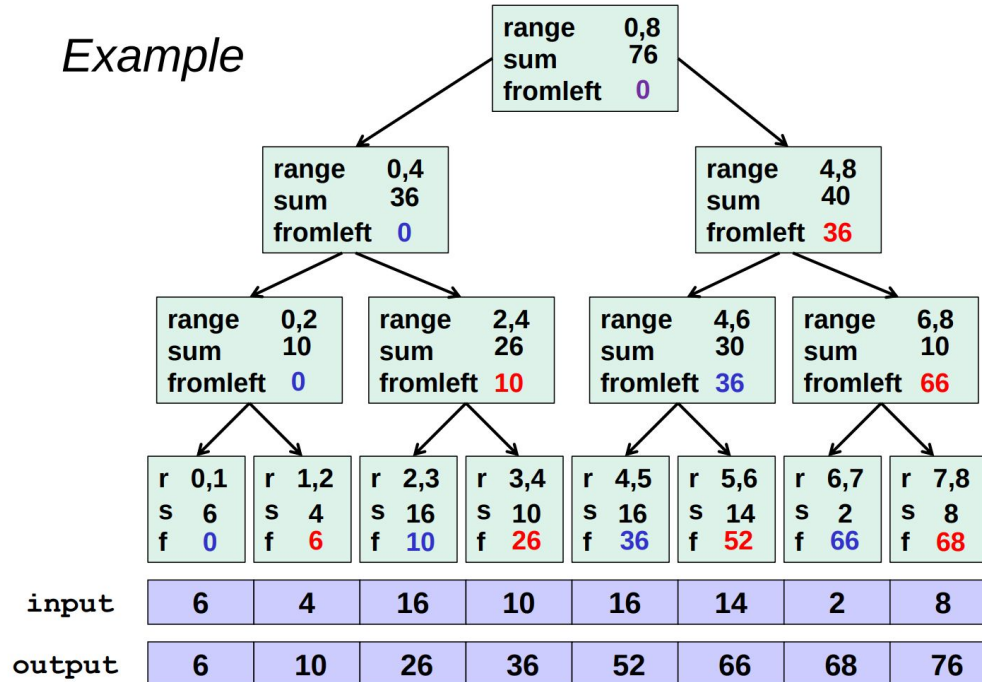 Example
range 0,8
sum 76
fromleft 0
range 0,4
sum 36
fromleft 0
range 4,8
sum 40
fromleft 36
range 0,2
sum 10
fromleft 0
range 2,4
sum 26
fromleft 10
range 4,6
sum 30
fromleft 36
range 6,8
sum 10
fromleft 66
r 0,1
s 6
f 0
r 1,2
s 4
f 6
r 2,3
s 16
f 10
r 3,4
s 10
f 26
r 4,5
s 16
f 36
r 5,6
s 14
f 52
r 6,7
s 2
f 66
r 7,8
s 8
f 68
input 6 4 16 10 16 14 2 8
output 6 10 26 36 52 66 68 76